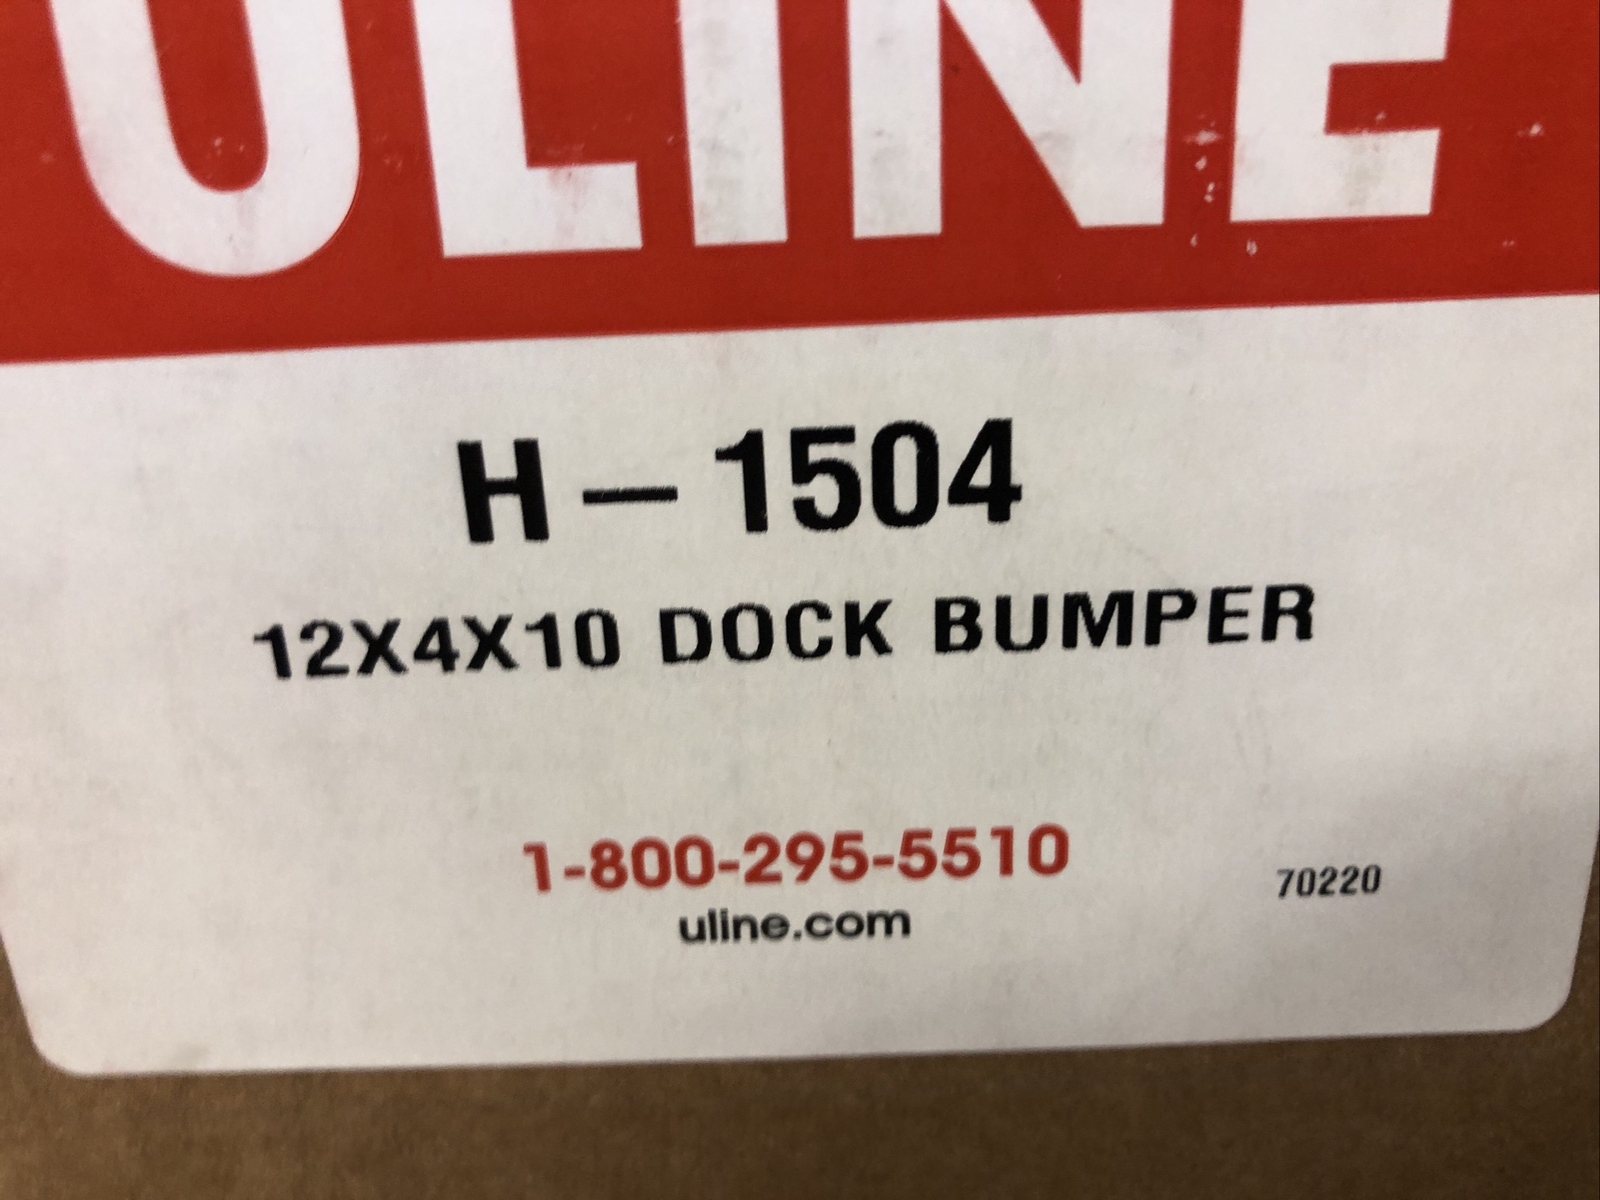 ULINE
H-1504
12X4X10 DOCK BUMPER
1-800-295-5510
70220
uline.com